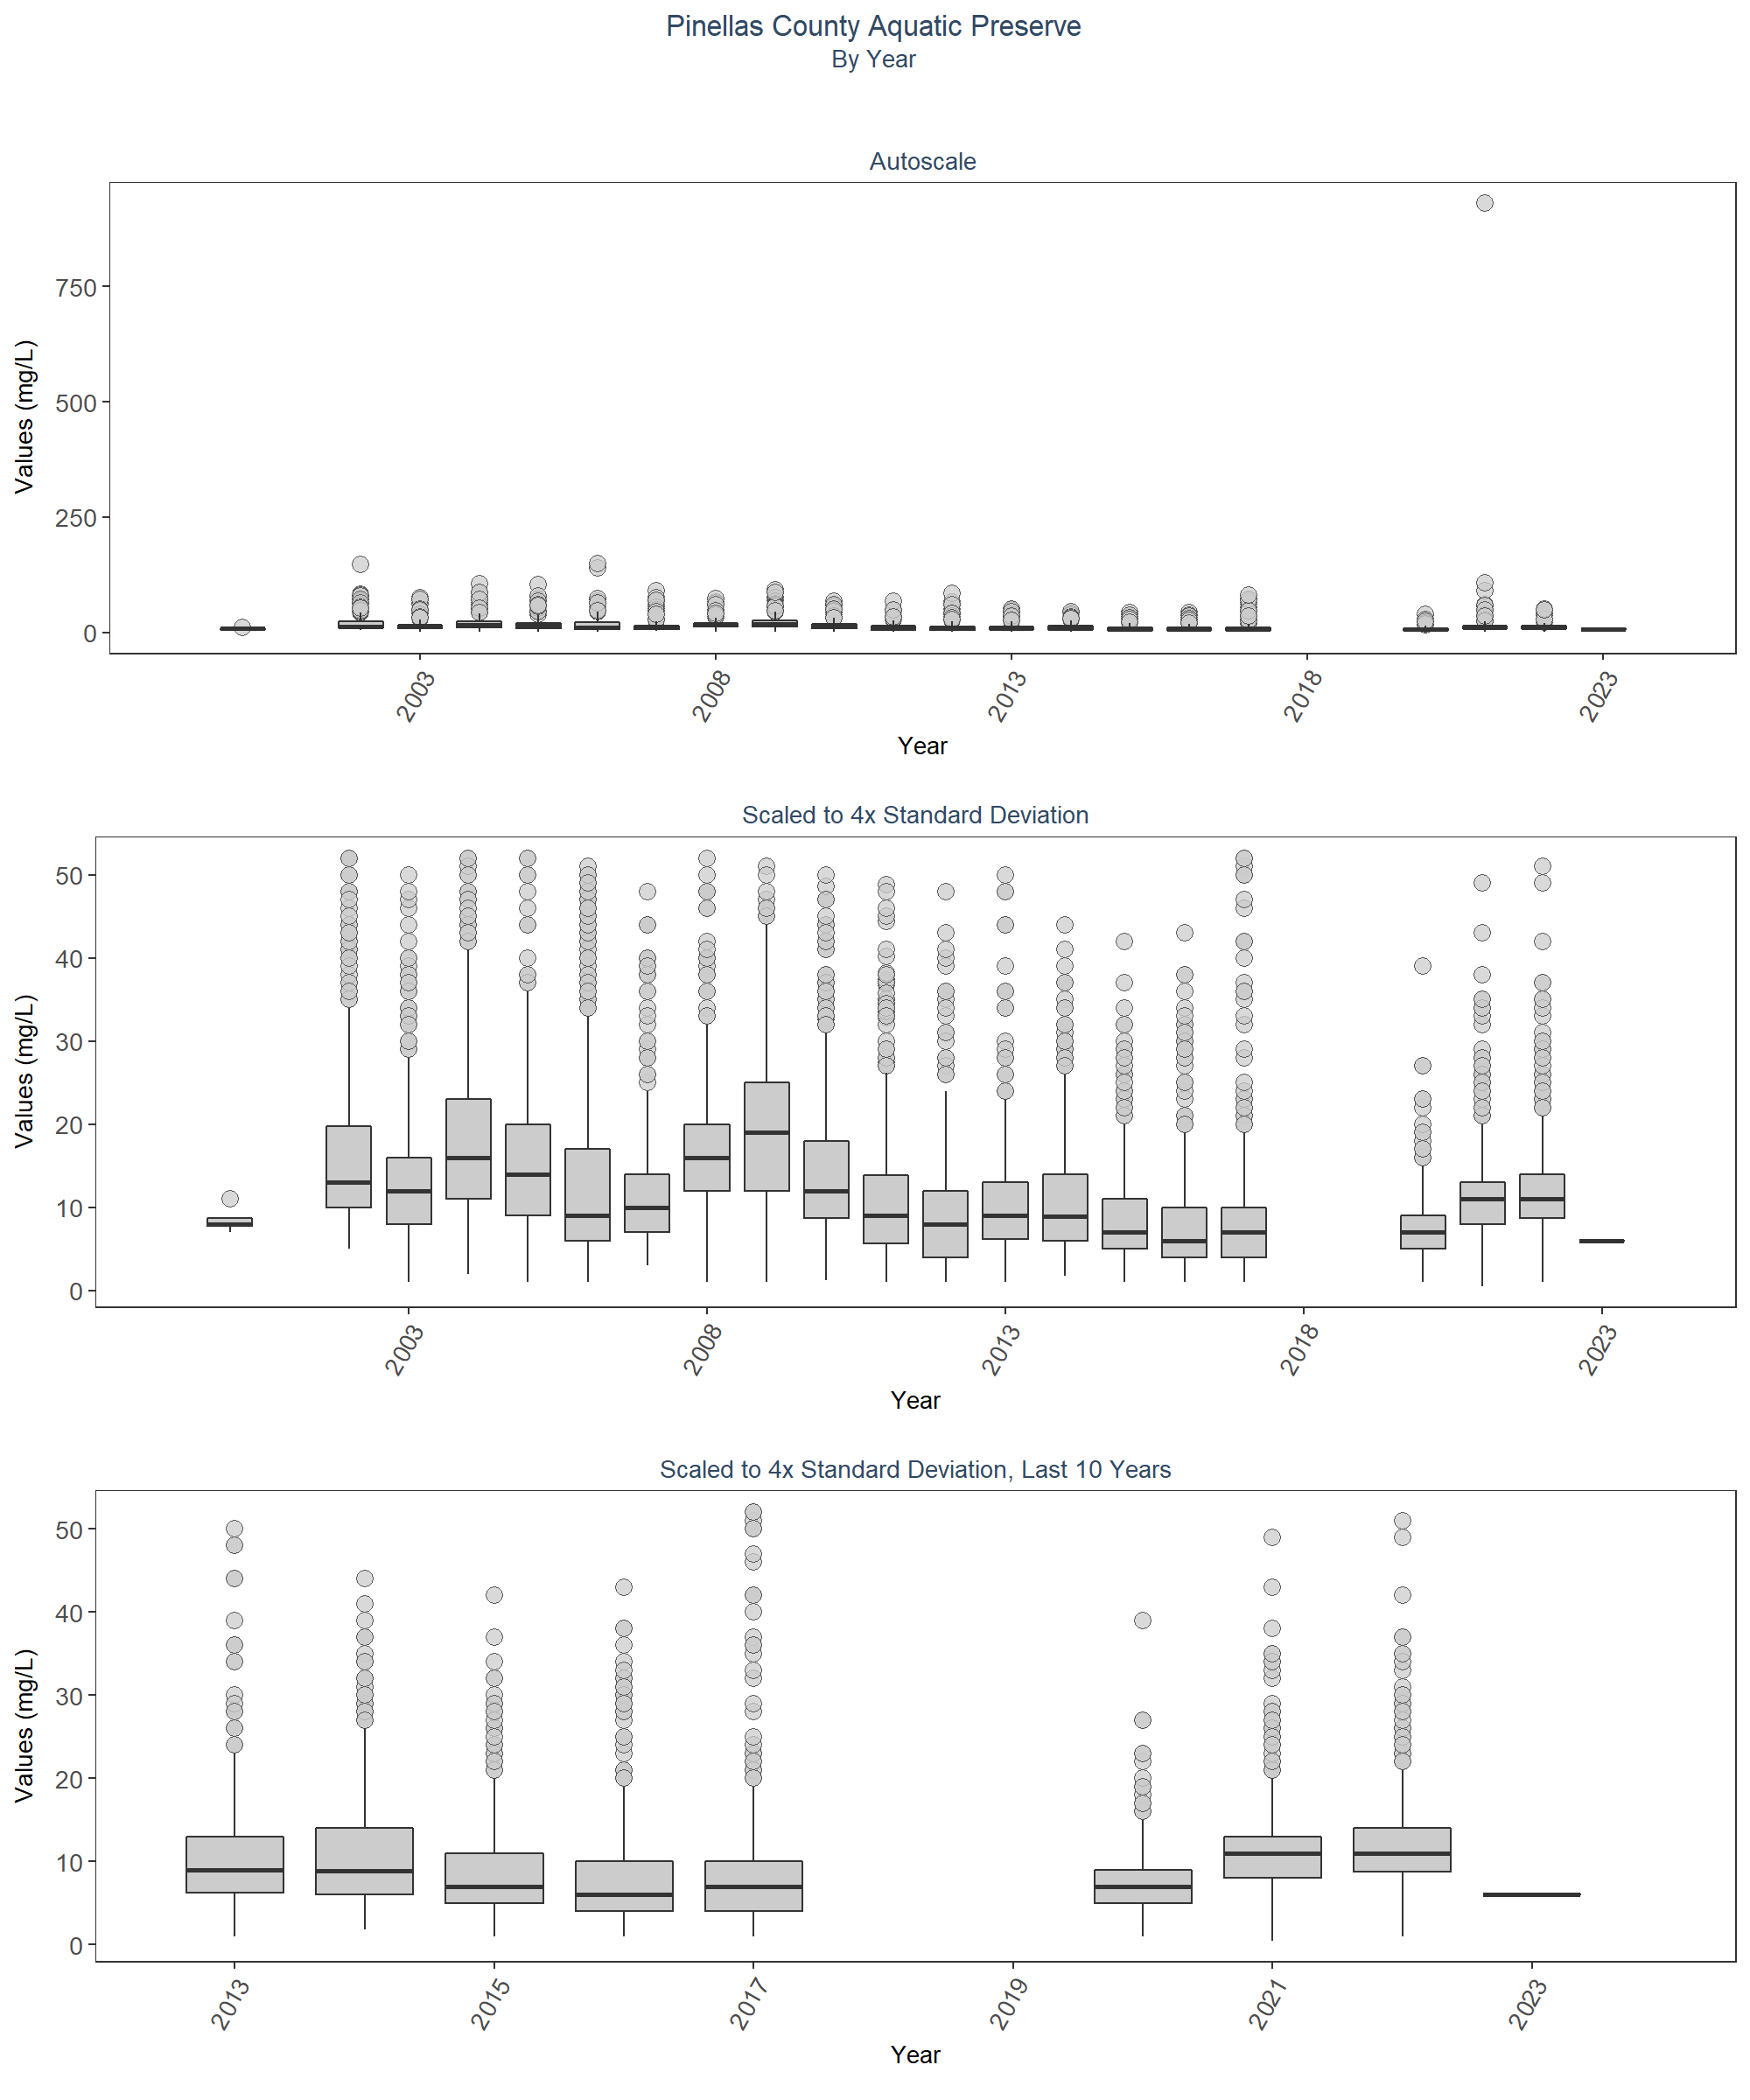 Pinellas County Aquatic Preserve
By Year
Autoscale
Values (mg/L)
750
500
250
0
2003
2008
2013
2018
2023
Year
Scaled to 4x Standard Deviation
Values (mg/L)
50
40
30
20
10
0
2003
2008
2013
2018
2023
Year
Scaled to 4x Standard Deviation, Last 10 Years
Values (mg/L)
50
40
30
20
10
0
2013
2015
2017
2019
2021
2023
Year